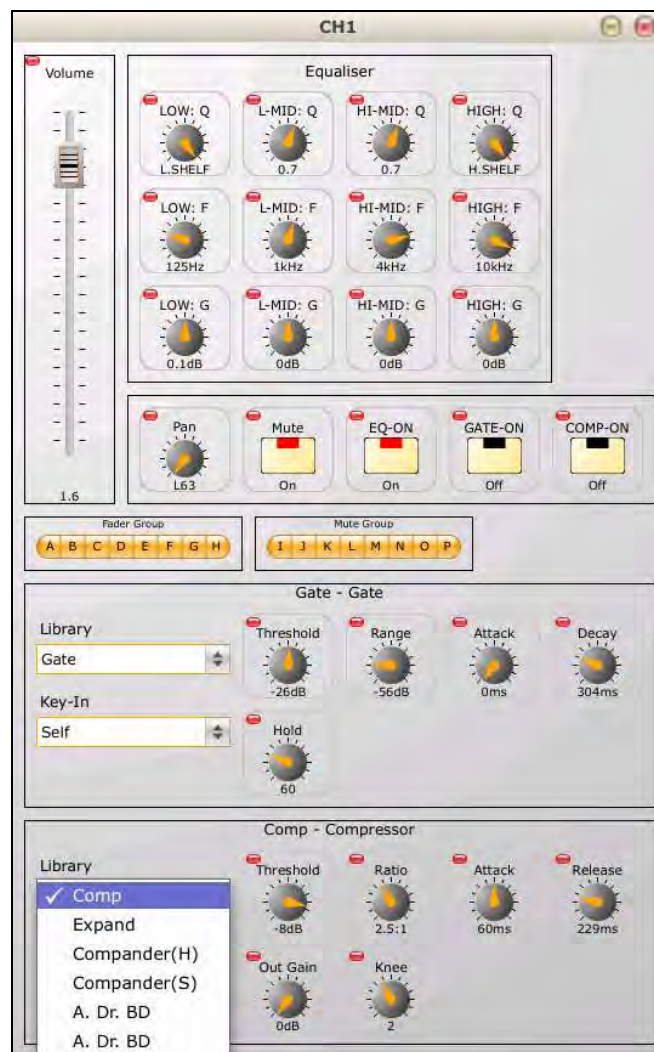 CH1
Volume
Equaliser
LOW: Q L-MID: Q HI-MID: Q HIGH: Q
L.SHELF 0.7 0.7 H.SHELF
LOW: F L-MID: F HI-MID: F HIGH: F
125Hz 1kHz 4kHz 10kHz
LOW: G L-MID: G HI-MID: G HIGH: G
0.1dB 0dB 0dB 0dB
1.6
Pan Mute EQ-ON GATE-ON COMP-ON
L63 On On Off Off
Fader Group Mute Group
A B C D E F G H I J K L M N O P
Gate - Gate
Library
Gate
Key-In
Self
Threshold Range Attack Decay
-26dB -56dB 0ms 304ms
Hold
60
Comp - Compressor
Library
✓ Comp
Expand
Compander(H)
Compander(S)
A. Dr. BD
A. Dr. BD
Threshold Ratio Attack Release
-8dB 2.5:1 60ms 229ms
Out Gain Knee
0dB 2